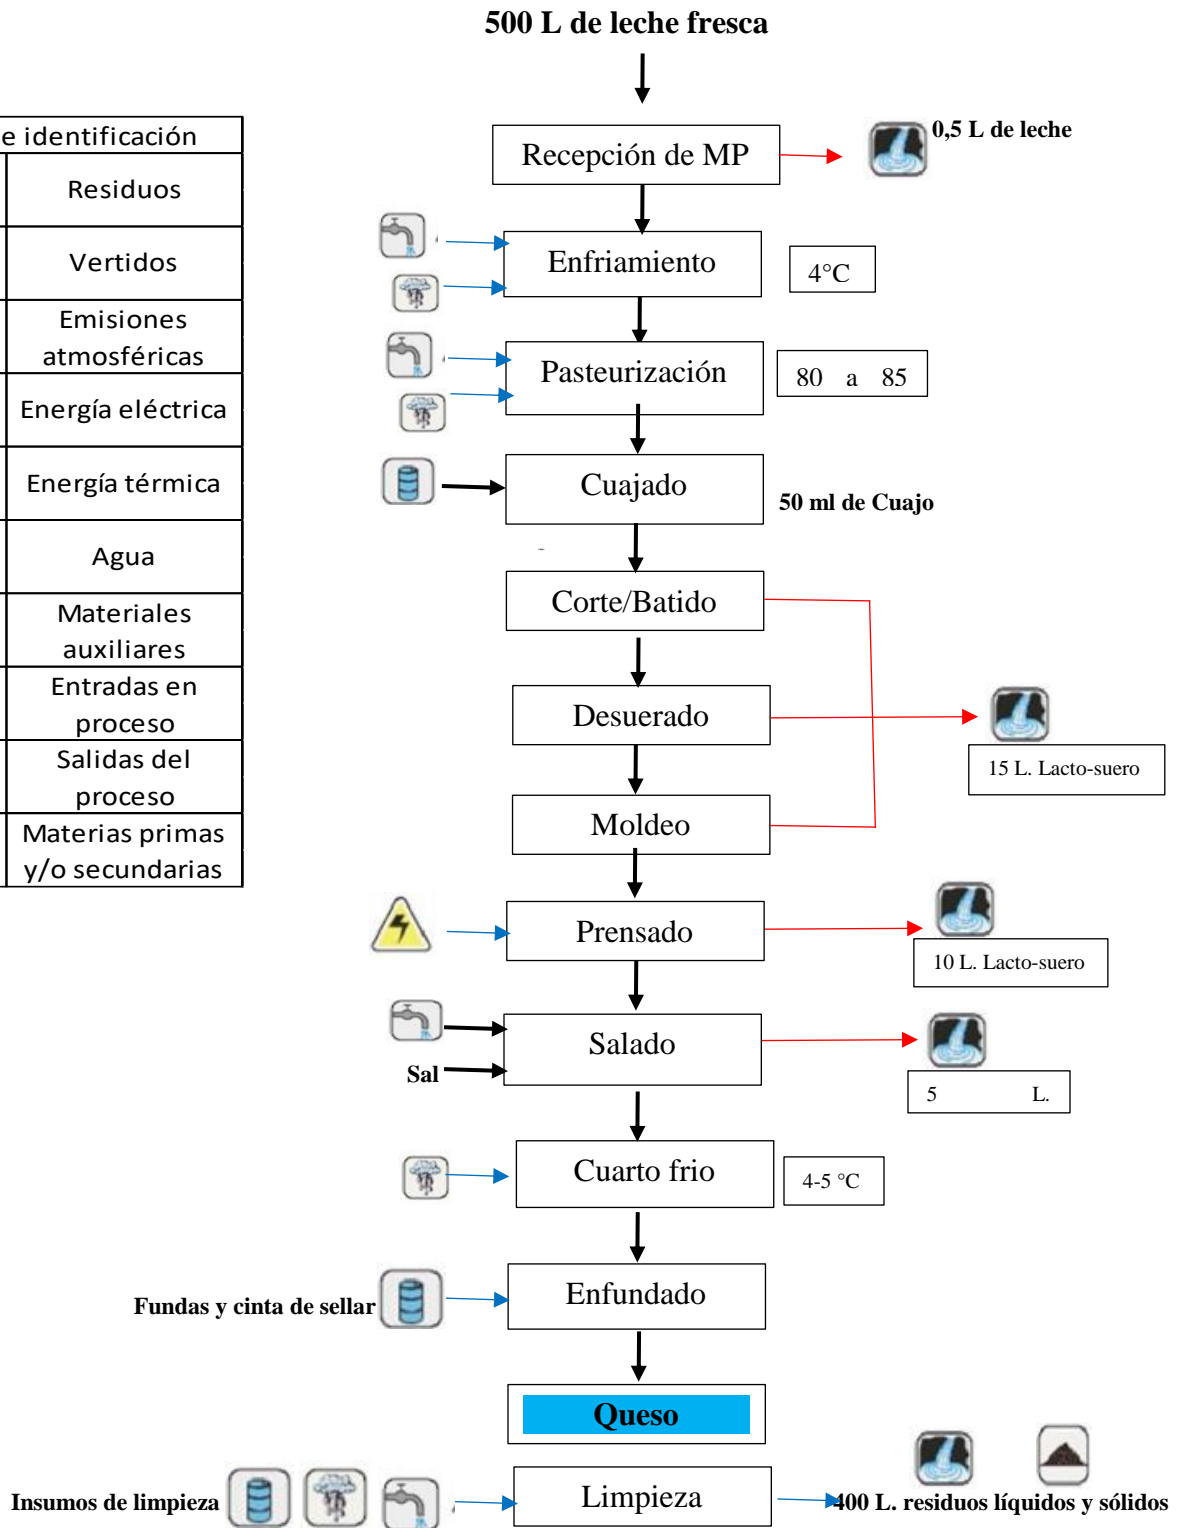 500 L de leche fresca
e identificación
Residuos
Vertidos
Emisiones
atmosféricas
Energía eléctrica
Energía térmica
Agua
Materiales
auxiliares
Entradas en
proceso
Salidas del
proceso
Materias primas
y/o secundarias
Recepción de MP
0,5 L de leche
Enfriamiento
4°C
Pasteurización
80 a 85
Cuajado
50 ml de Cuajo
Corte/Batido
Desuerado
15 L. Lacto-suero
Moldeo
Prensado
10 L. Lacto-suero
Salado
Sal
5 L.
Cuarto frio
4-5 °C
Fundas y cinta de sellar
Enfundado
Queso
Insumos de limpieza
Limpieza
400 L. residuos líquidos y sólidos